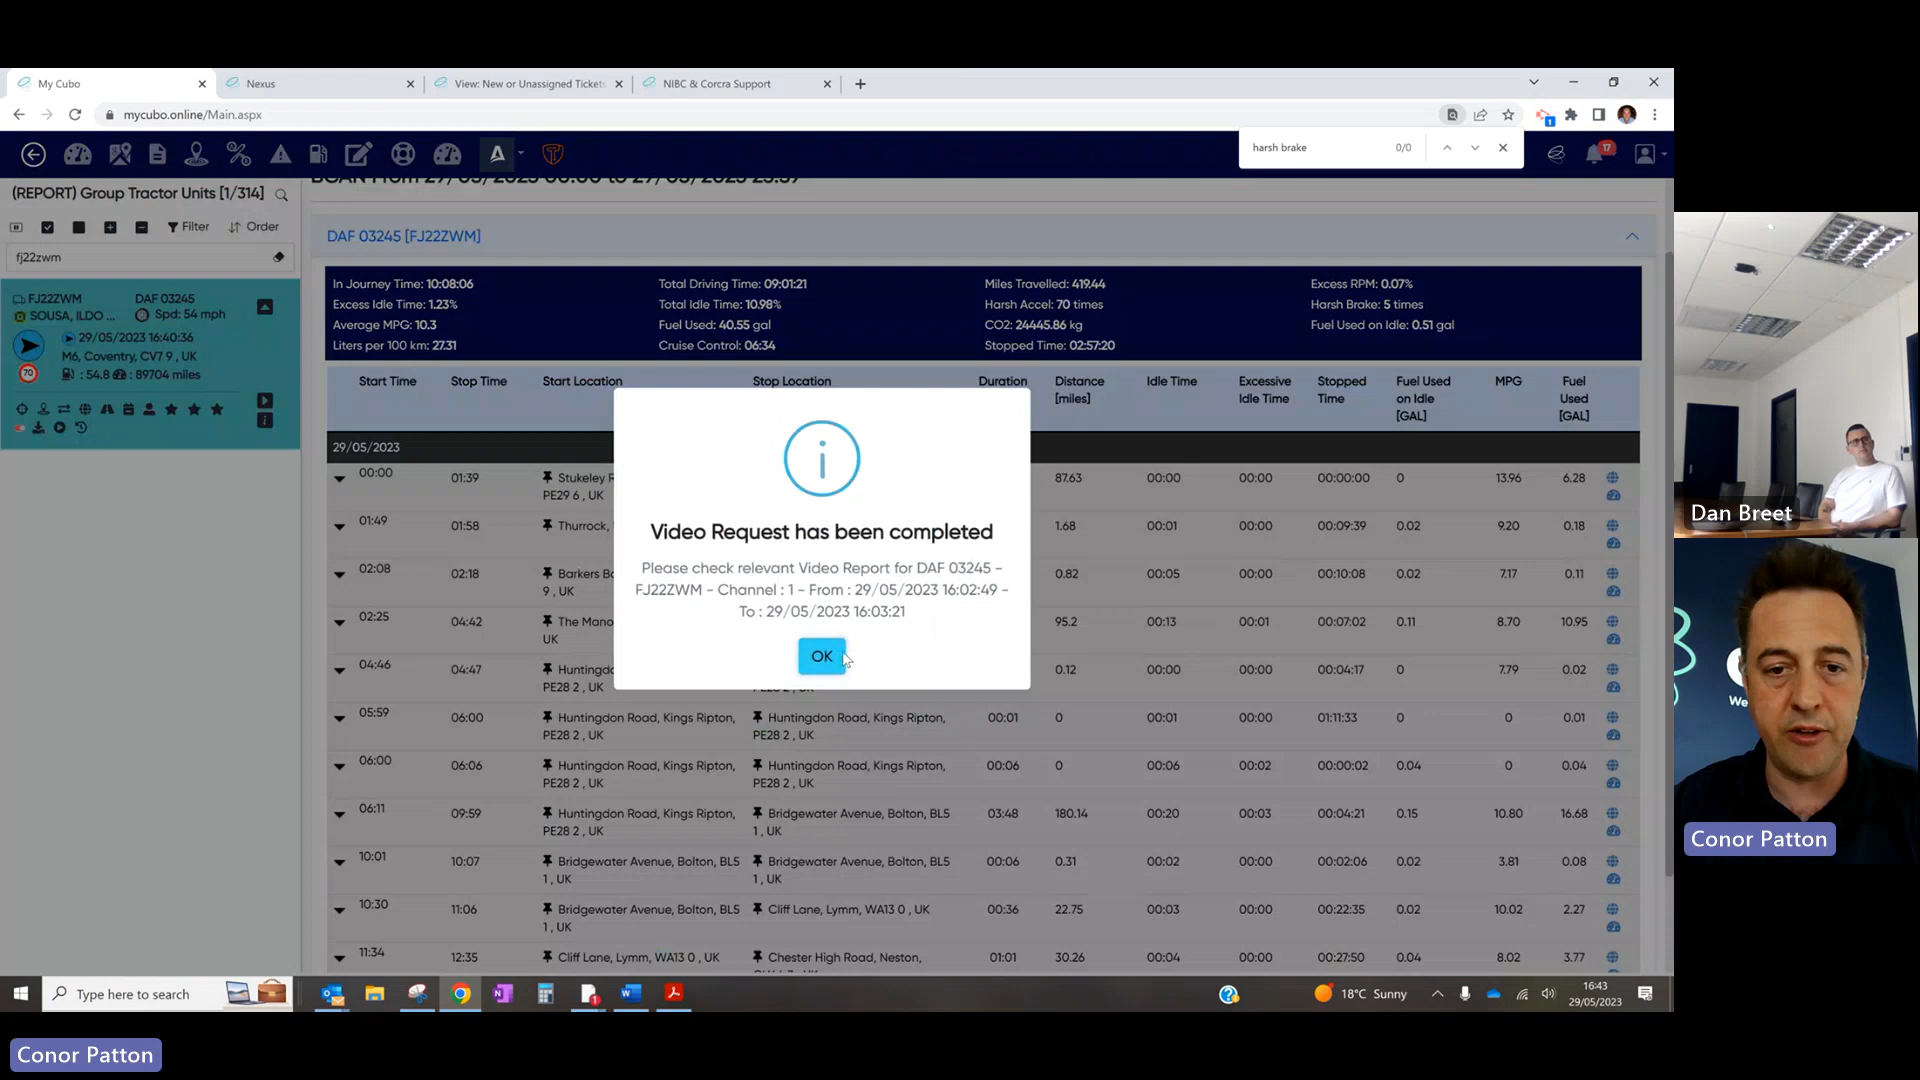 My Cubo
Nexus
View: New or Unassigned Tickets
NIBC & Corcra Support
mycubo.online/Main.aspx
harsh brake 0/0
17
(REPORT) Group Tractor Units [1/314]
Filter Order
fj22zwm
FJ22ZWM DAF 03245
SOUSA, ILDO ... Spd: 54 mph
29/05/2023 16:40:36
M6, Coventry, CV7 9 , UK
70 : 54.8 : 89704 miles
DAF 03245 [FJ22ZWM]
In Journey Time: 10:08:06 Total Driving Time: 09:01:21 Miles Travelled: 419.44 Excess RPM: 0.07%
Excess Idle Time: 1.23% Total Idle Time: 10.98% Harsh Accel: 70 times Harsh Brake: 5 times
Average MPG: 10.3 Fuel Used: 40.55 gal CO2: 24445.86 kg Fuel Used on Idle: 0.51 gal
Liters per 100 km: 27.31 Cruise Control: 06:34 Stopped Time: 02:57:20
Start Time Stop Time Start Location Stop Location Duration Distance [miles] Idle Time Excessive Idle Time Stopped Time Fuel Used on Idle [GAL] MPG Fuel Used [GAL]
29/05/2023
00:00 01:39 Stukeley PE29 6 , UK 87.63 00:00 00:00 00:00:00 0 13.96 6.28
01:49 01:58 Thurrock, 1.68 00:01 00:00 00:09:39 0.02 9.20 0.18
02:08 02:18 Barkers 9 , UK 0.82 00:05 00:00 00:10:08 0.02 7.17 0.11
02:25 04:42 The UK 95.2 00:13 00:01 00:07:02 0.11 8.70 10.95
04:46 04:47 PE28 2 , UK 0.12 00:00 00:00 00:04:17 0 7.79 0.02
05:59 06:00 Huntingdon Road, Kings Ripton, PE28 2 , UK Huntingdon Road, Kings Ripton, PE28 2 , UK 00:01 0 00:01 00:00 01:11:33 0 0 0.01
06:00 06:06 Huntingdon Road, Kings Ripton, PE28 2 , UK Huntingdon Road, Kings Ripton, PE28 2 , UK 00:06 0 00:06 00:02 00:00:02 0.04 0 0.04
06:11 09:59 Huntingdon Road, Kings Ripton, PE28 2 , UK Bridgewater Avenue, Bolton, BL5 1 , UK 03:48 180.14 00:20 00:03 00:04:21 0.15 10.80 16.68
10:01 10:07 Bridgewater Avenue, Bolton, BL5 1 , UK Bridgewater Avenue, Bolton, BL5 1 , UK 00:06 0.31 00:02 00:00 00:02:06 0.02 3.81 0.08
10:30 11:06 Bridgewater Avenue, Bolton, BL5 1 , UK Cliff Lane, Lymm, WA13 0 , UK 00:36 22.75 00:03 00:00 00:22:35 0.02 10.02 2.27
11:34 12:35 Cliff Lane, Lymm, WA13 0 , UK Chester High Road, Neston, 01:01 30.26 00:04 00:00 00:27:50 0.04 8.02 3.77
Video Request has been completed
Please check relevant Video Report for DAF 03245 -
FJ22ZWM - Channel : 1 - From : 29/05/2023 16:02:49 -
To : 29/05/2023 16:03:21
OK
Type here to search
18°C Sunny
16:43
29/05/2023
Dan Breet
We
Conor Patton
Conor Patton